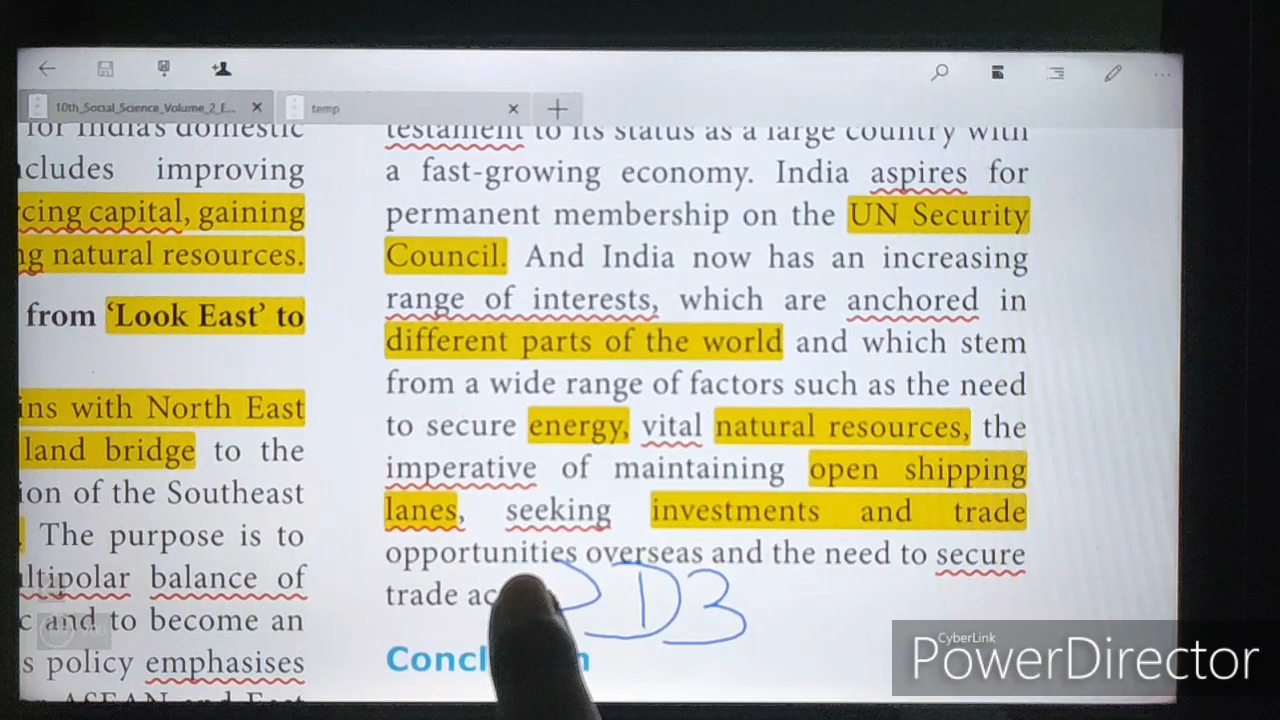 10th_Social_Science_Volume_2_E...
temp
for India's domestic
cludes improving
cing capital, gaining
ng natural resources.
from 'Look East' to
ins with North East
land bridge to the
ion of the Southeast
The purpose is to
ltipolar balance of
c and to become an
s policy emphasises
ASEAN and East
testament to its status as a large country with
a fast-growing economy. India aspires for
permanent membership on the UN Security
Council. And India now has an increasing
range of interests, which are anchored in
different parts of the world and which stem
from a wide range of factors such as the need
to secure energy, vital natural resources, the
imperative of maintaining open shipping
lanes, seeking investments and trade
opportunities overseas and the need to secure
trade
D3
CyberLink
PowerDirector